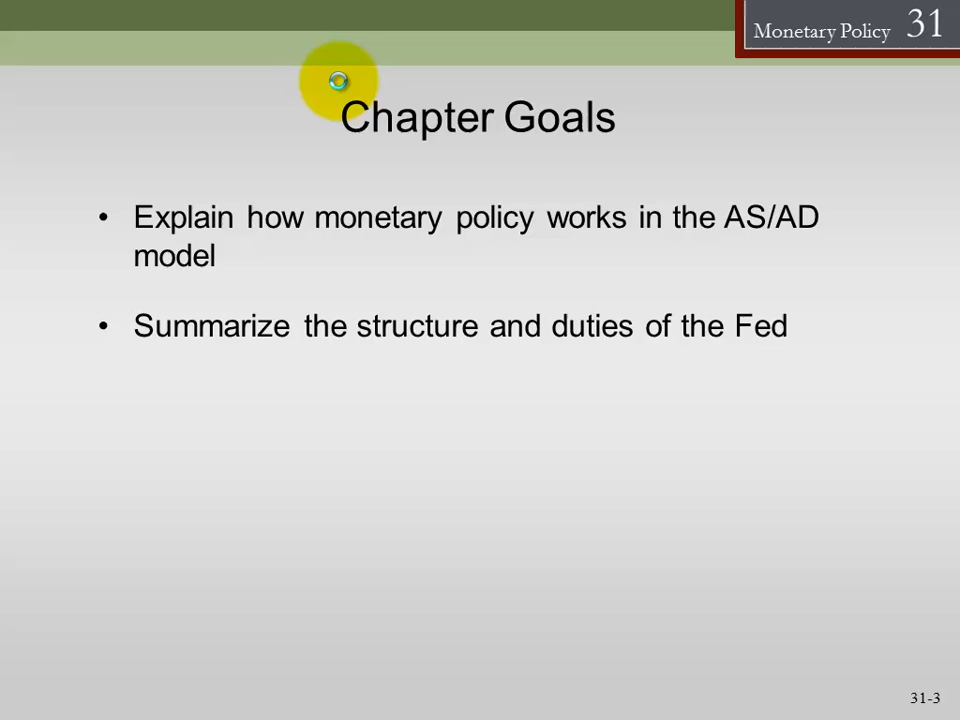 Monetary Policy 31
Chapter Goals
• Explain how monetary policy works in the AS/AD
model
• Summarize the structure and duties of the Fed
31-3